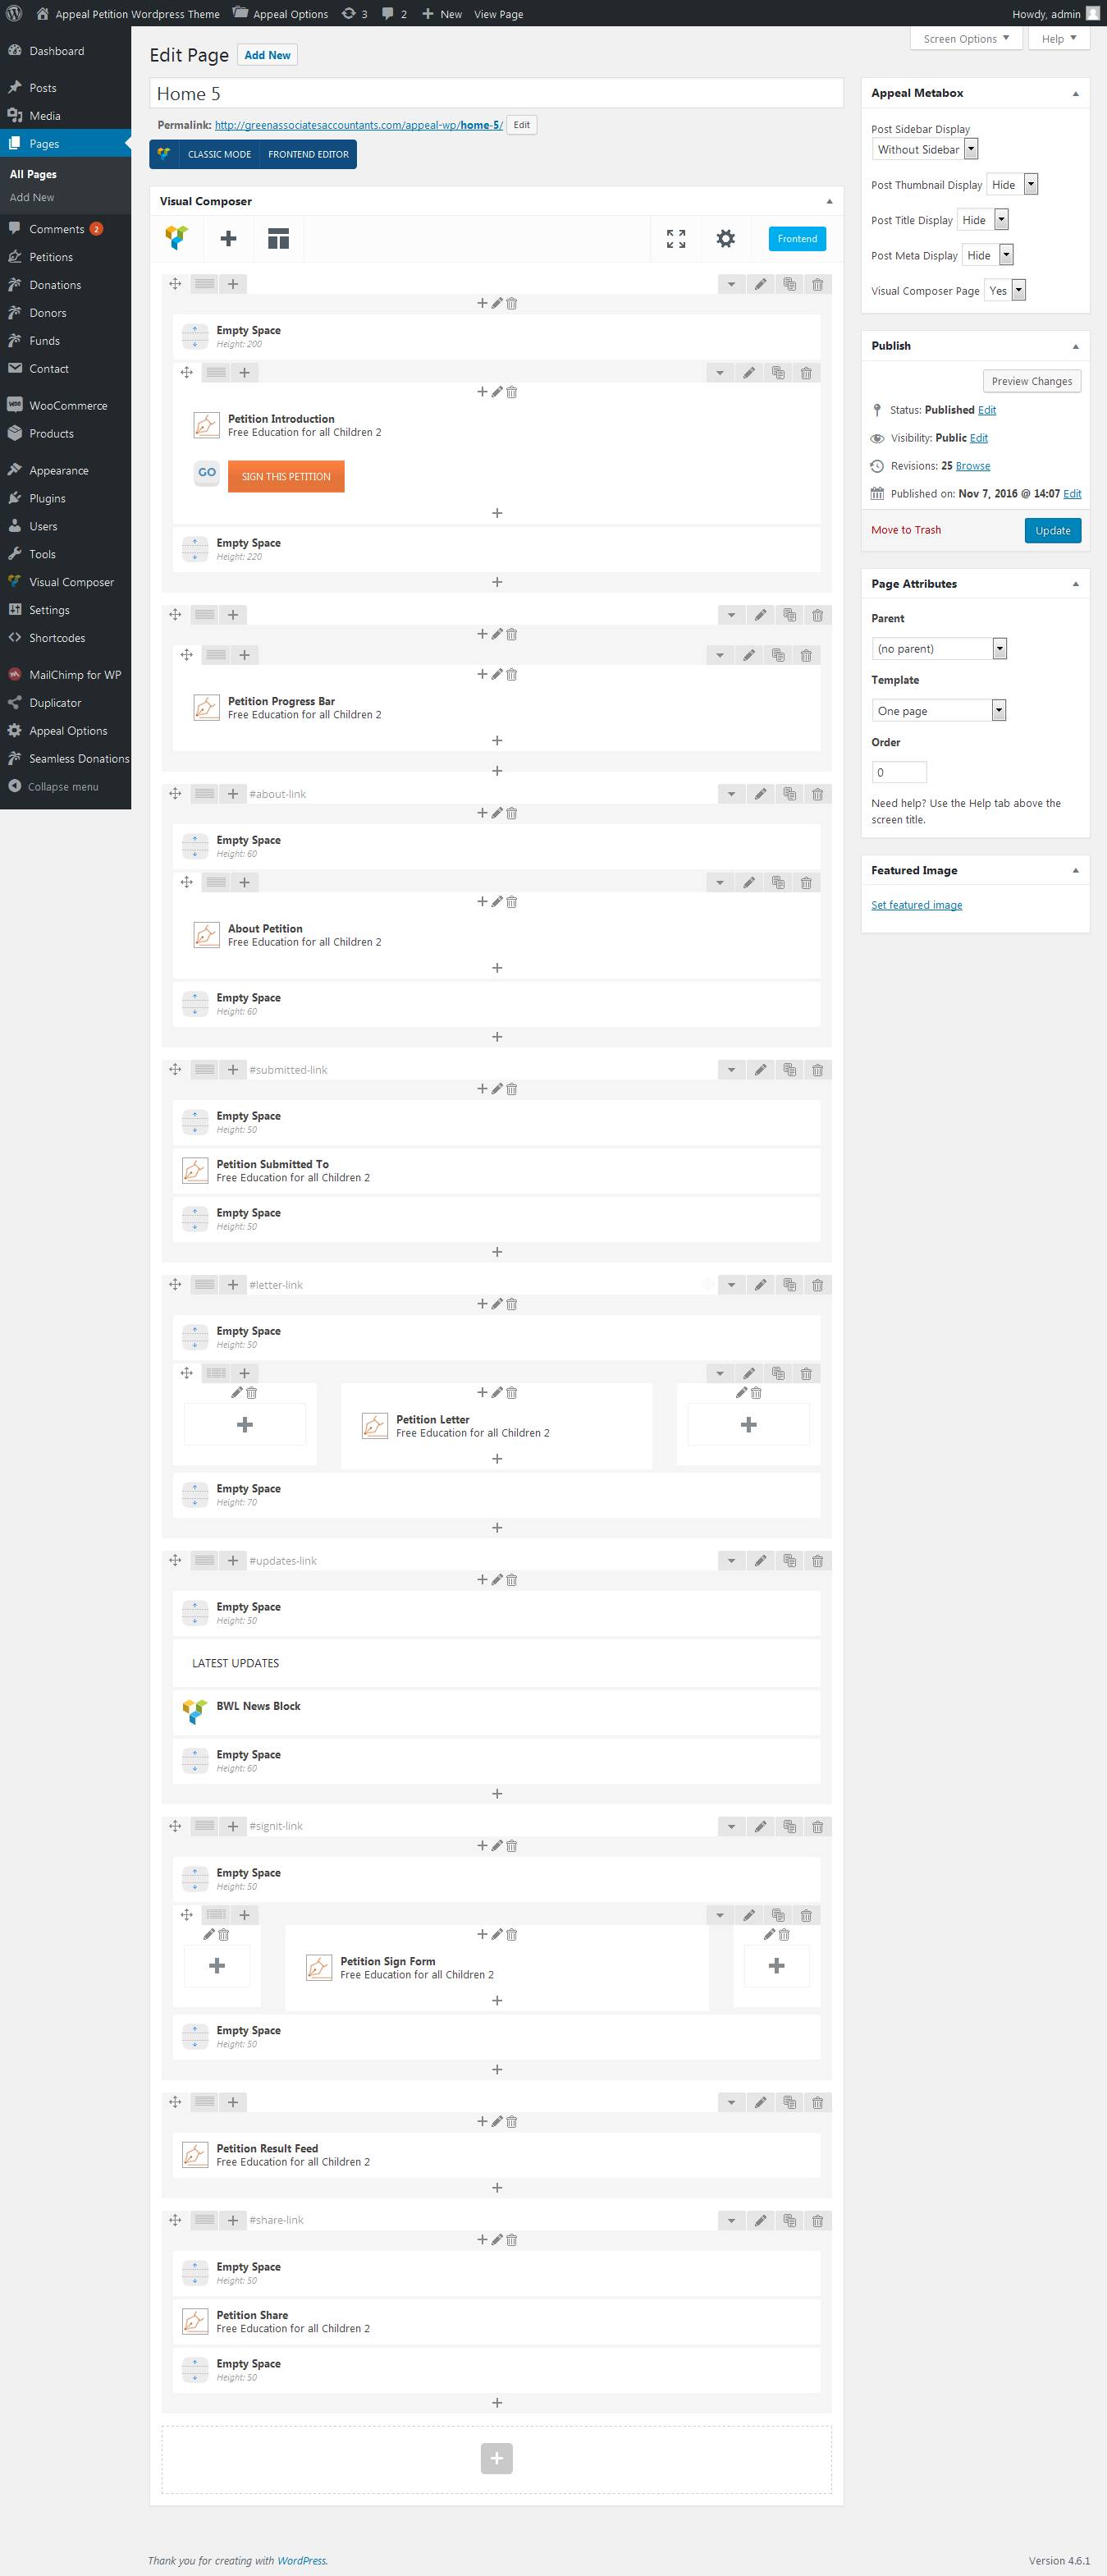 Appeal Petition Wordpress Theme Appeal Options 3 2 New View Page Howdy, admin
Dashboard
Posts
Media
Pages
All Pages
Add New
Comments 2
Petitions
Donations
Donors
Funds
Contact
WooCommerce
Products
Appearance
Plugins
Users
Tools
Visual Composer
Settings
Shortcodes
MailChimp for WP
Duplicator
Appeal Options
Seamless Donations
Collapse menu
Screen Options Help
Edit Page Add New
Home 5
Permalink: http://greenassociatesaccountants.com/appeal-wp/home-5/ Edit
CLASSIC MODE FRONTEND EDITOR
Visual Composer
Frontend
Empty Space
Height: 200
Petition Introduction
Free Education for all Children 2
GO SIGN THIS PETITION
Empty Space
Height: 220
Petition Progress Bar
Free Education for all Children 2
#about-link
Empty Space
Height: 60
About Petition
Free Education for all Children 2
Empty Space
Height: 60
#submitted-link
Empty Space
Height: 50
Petition Submitted To
Free Education for all Children 2
Empty Space
Height: 50
#letter-link
Empty Space
Height: 50
Petition Letter
Free Education for all Children 2
Empty Space
Height: 70
#updates-link
Empty Space
Height: 50
LATEST UPDATES
BWL News Block
Empty Space
Height: 60
#signit-link
Empty Space
Height: 50
Petition Sign Form
Free Education for all Children 2
Empty Space
Height: 50
Petition Result Feed
Free Education for all Children 2
#share-link
Empty Space
Height: 50
Petition Share
Free Education for all Children 2
Empty Space
Height: 50
Appeal Metabox
Post Sidebar Display
Without Sidebar
Post Thumbnail Display Hide
Post Title Display Hide
Post Meta Display Hide
Visual Composer Page Yes
Publish
Preview Changes
Status: Published Edit
Visibility: Public Edit
Revisions: 25 Browse
Published on: Nov 7, 2016 @ 14:07 Edit
Move to Trash Update
Page Attributes
Parent
(no parent)
Template
One page
Order
0
Need help? Use the Help tab above the
screen title.
Featured Image
Set featured image
Thank you for creating with WordPress. Version 4.6.1